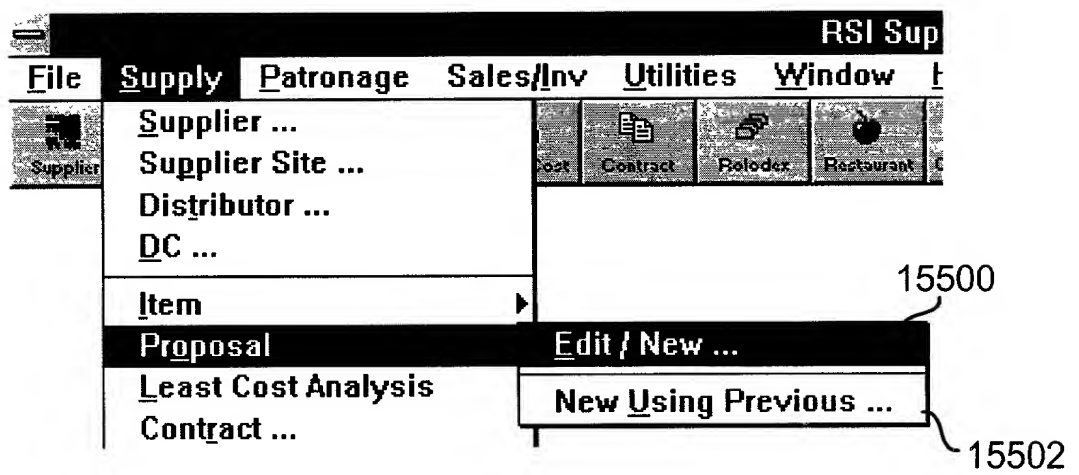 RSI Sup
File Supply Patronage Sales/Inv Utilities Window
Supplier ...
Supplier Cost Contract Rolodex Restaurant
Supplier Site ...
Distributor ...
DC ...
15500
Item
Proposal Edit / New ...
Least Cost Analysis
New Using Previous ...
Contract ...
15502